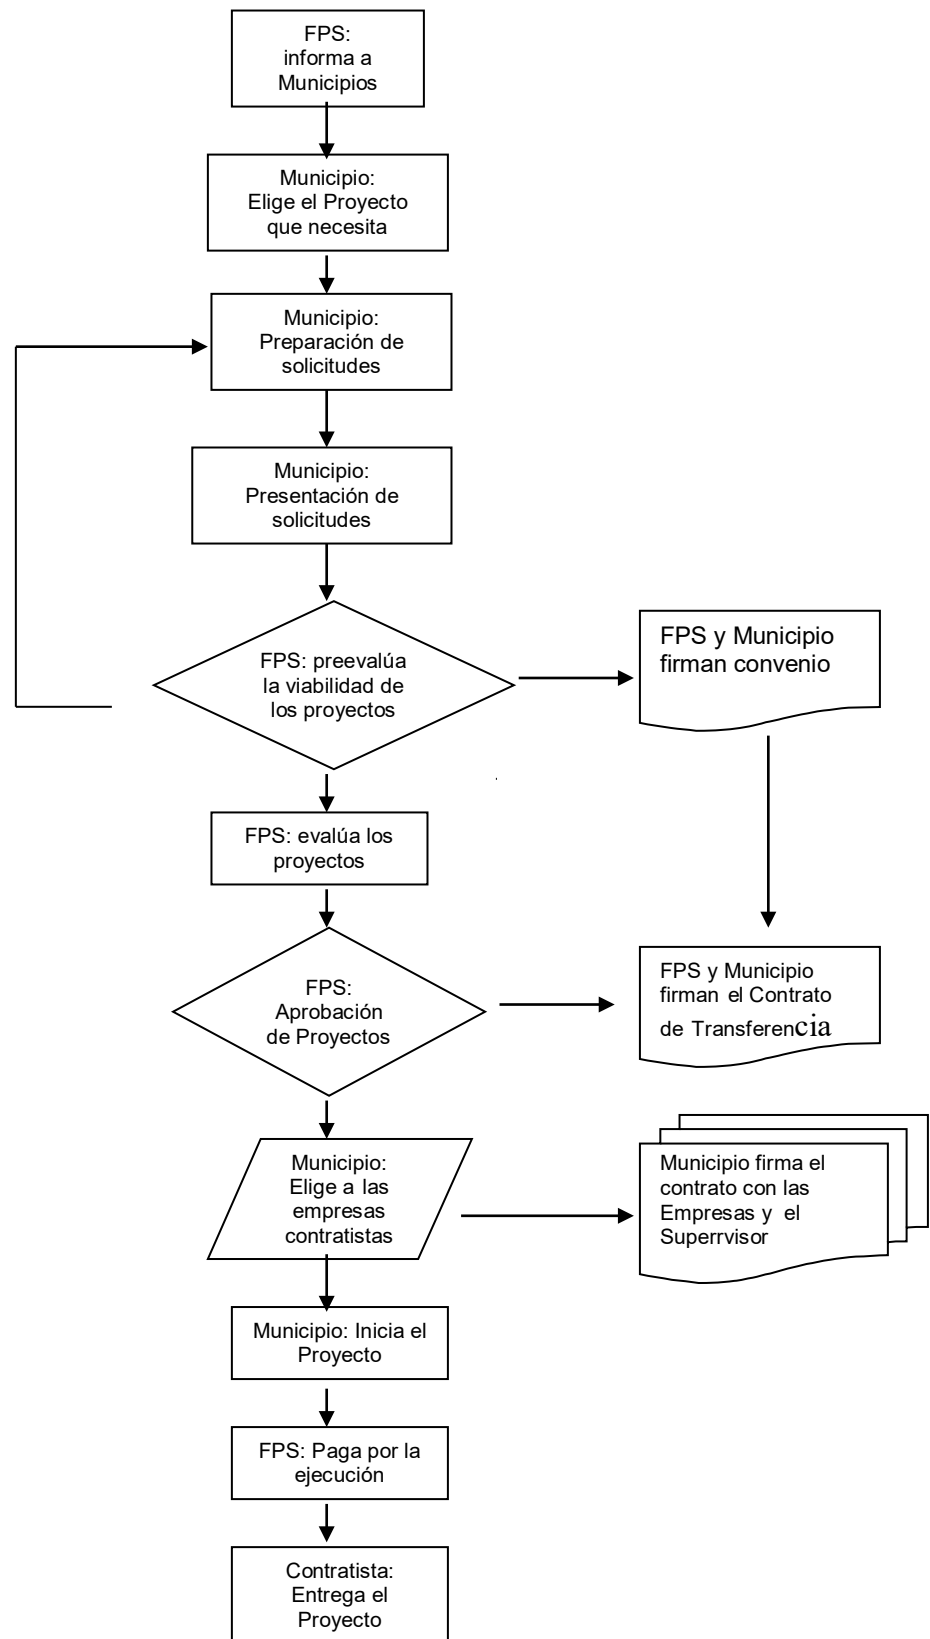 FPS:
informa a
Municipios
Municipio:
Elige el Proyecto
que necesita
Municipio:
Preparación de
solicitudes
Municipio:
Presentación de
solicitudes
FPS: preevalúa
la viabilidad de
los proyectos
FPS y Municipio
firman convenio
FPS: evalúa los
proyectos
FPS:
Aprobación
de Proyectos
FPS y Municipio
firman el Contrato
de Transferencia
Municipio:
Elige a las
empresas
contratistas
Municipio firma el
contrato con las
Empresas y el
Superrvisor
Municipio: Inicia el
Proyecto
FPS: Paga por la
ejecución
Contratista:
Entrega el
Proyecto